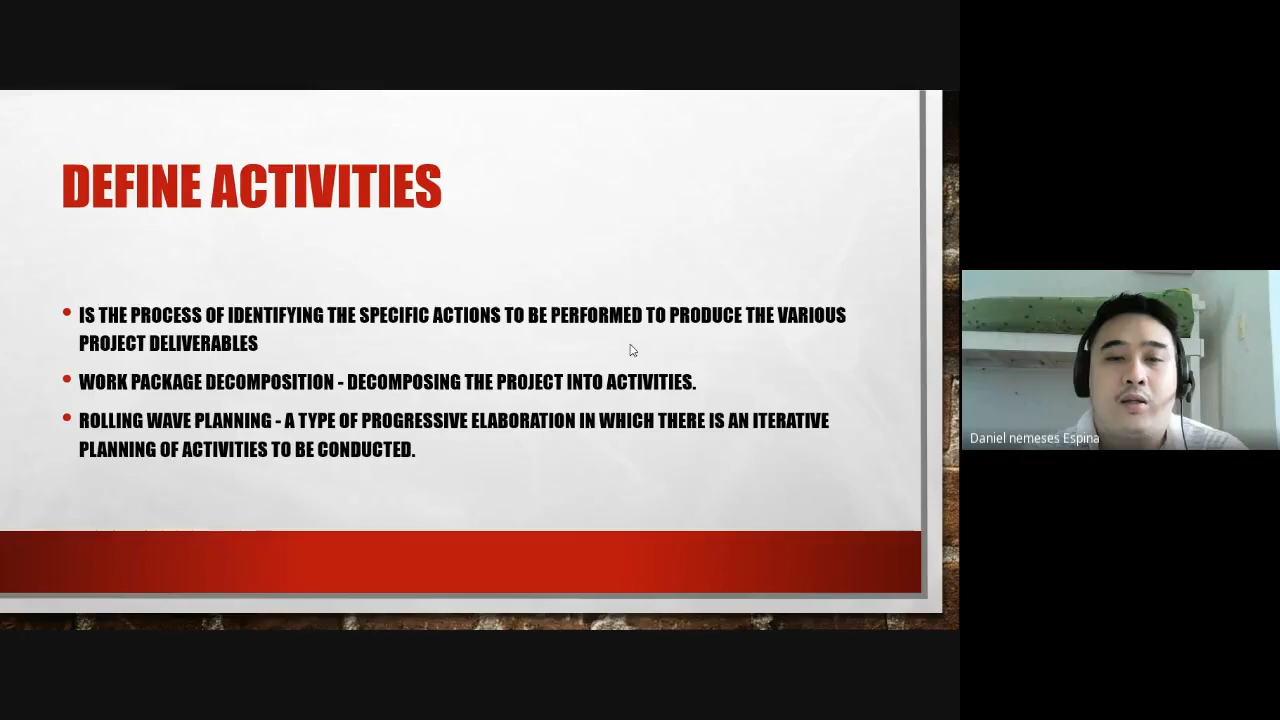 DEFINE ACTIVITIES
IS THE PROCESS OF IDENTIFYING THE SPECIFIC ACTIONS TO BE PERFORMED TO PRODUCE THE VARIOUS
PROJECT DELIVERABLES
WORK PACKAGE DECOMPOSITION - DECOMPOSING THE PROJECT INTO ACTIVITIES.
ROLLING WAVE PLANNING - A TYPE OF PROGRESSIVE ELABORATION IN WHICH THERE IS AN ITERATIVE
PLANNING OF ACTIVITIES TO BE CONDUCTED.
Daniel nemeses Espina